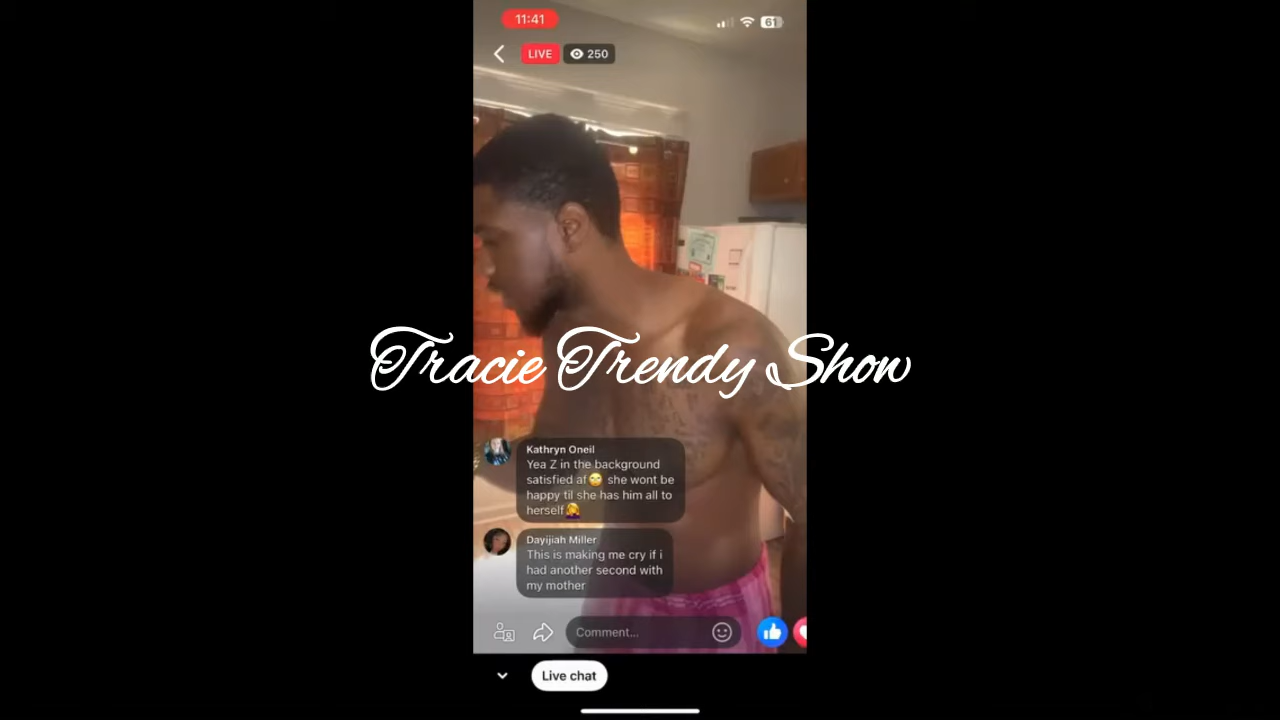 11:41
61
LIVE 250
Tracie Trendy Show
Kathryn Oneil
Yea Z in the background
satisfied af🙄 she wont be
happy til she has him all to
herself🤦‍♀️
Dayijiah Miller
This is making me cry if i
had another second with
my mother
Comment...
Live chat